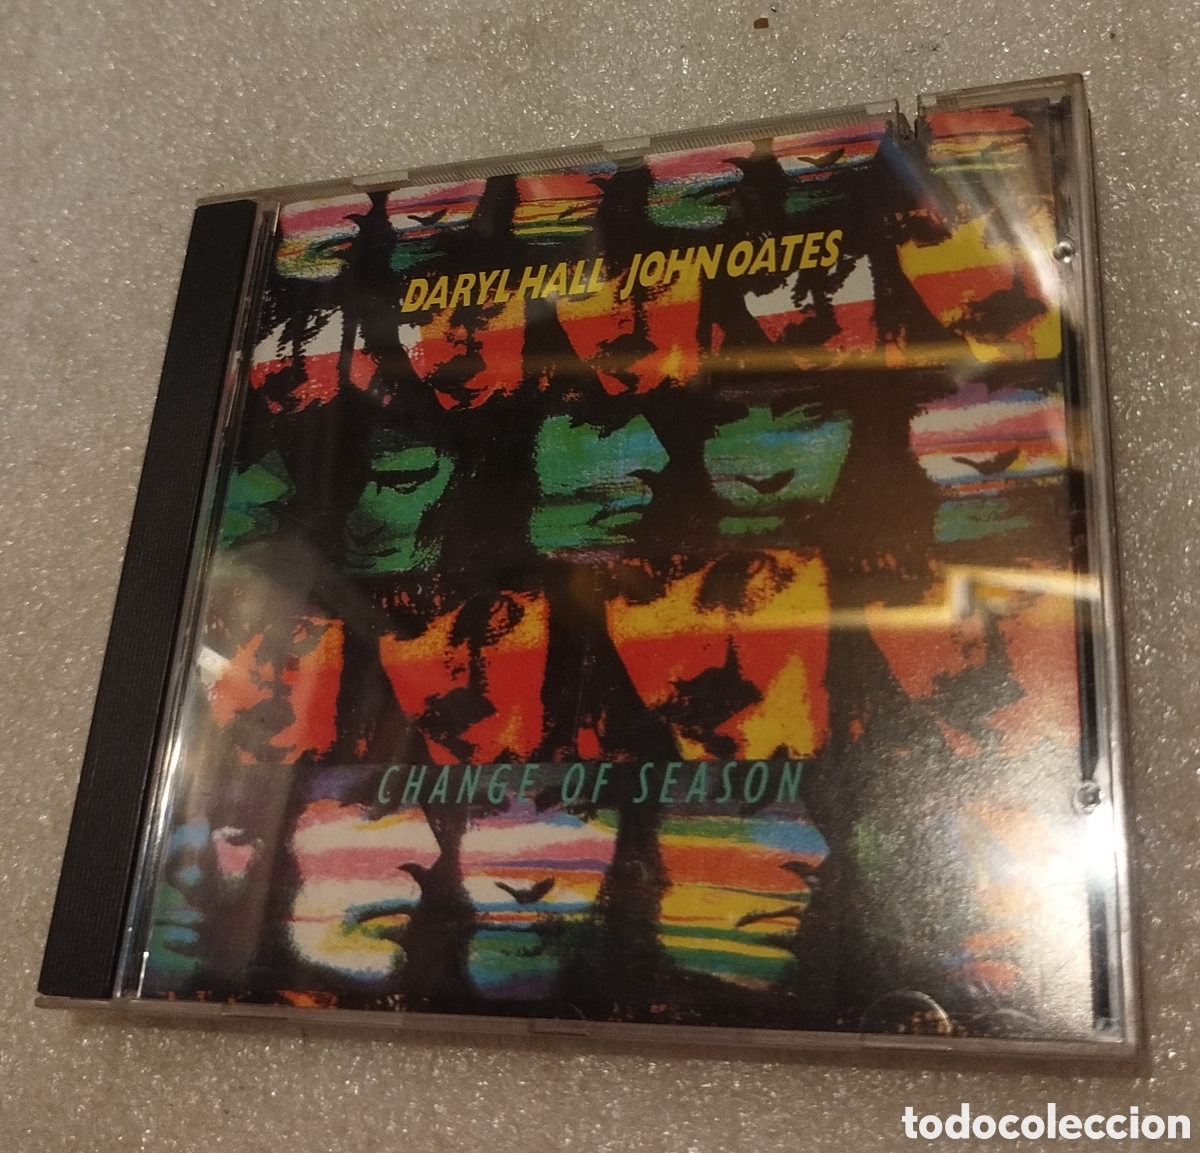 DARYL HALL JOHN OATES
CHANGE OF SEASON
todocoleccion